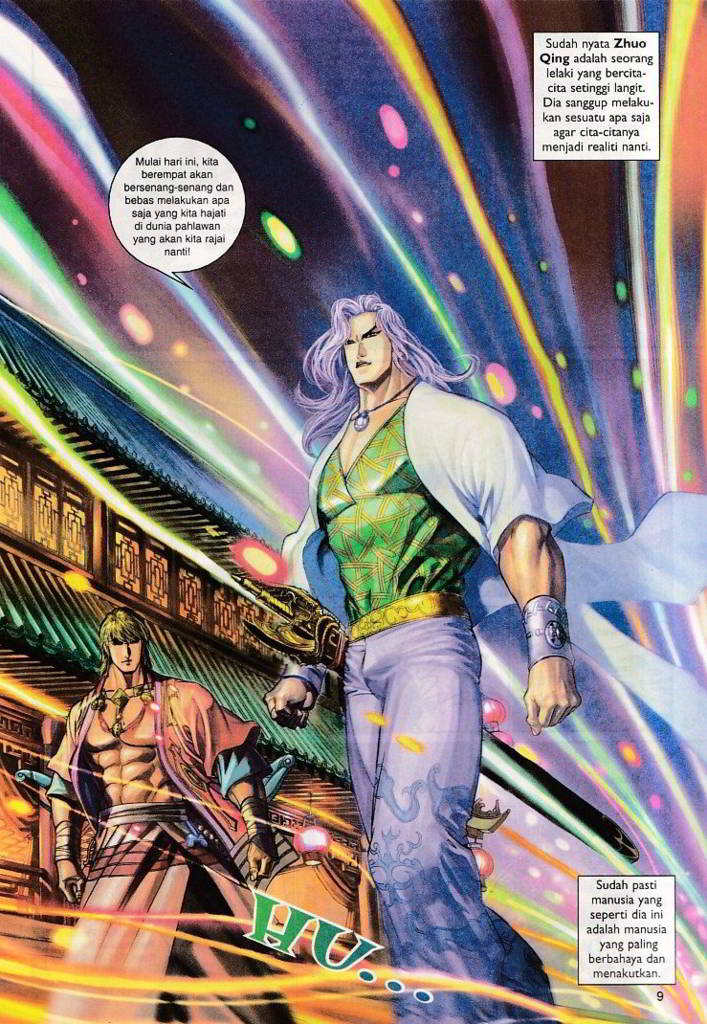 Sudah nyata Zhuo
Qing adalah seorang
lelaki yang bercita-
cita setinggi langit.
Dia sanggup melaku-
kan sesuatu apa saja
agar cita-citanya
menjadi realiti nanti.
Mulai hari ini, kita
berempat akan
bersenang-senang dan
bebas melakukan apa
saja yang kita hajati
di dunia pahlawan
yang akan kita rajai
nanti!
HU...
Sudah pasti
manusia yang
seperti dia ini
adalah manusia
yang paling
berbahaya dan
menakutkan.
9